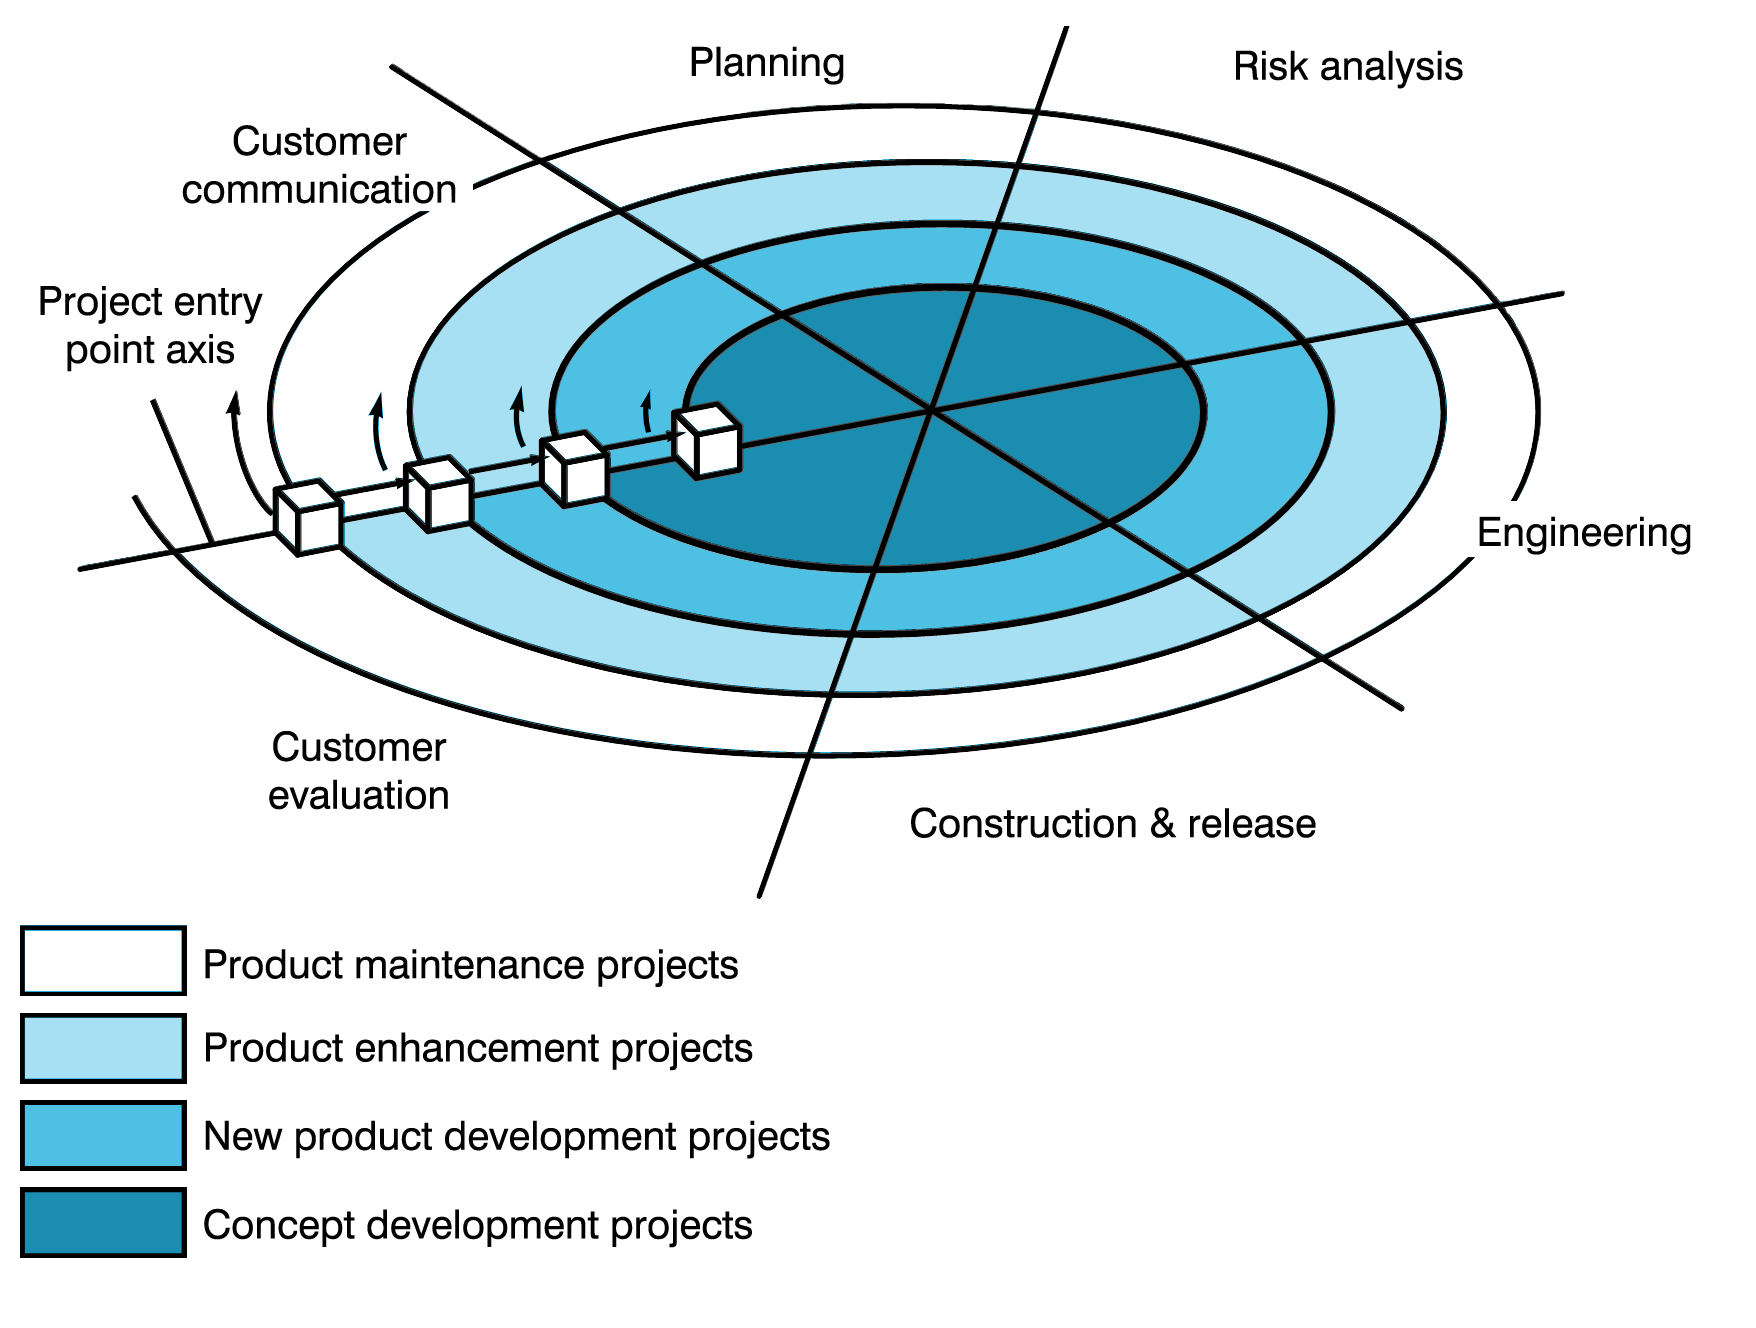 Planning
Risk analysis
Customer
communication
Project entry
point axis
Engineering
Customer
evaluation
Construction & release
Product maintenance projects
Product enhancement projects
New product development projects
Concept development projects